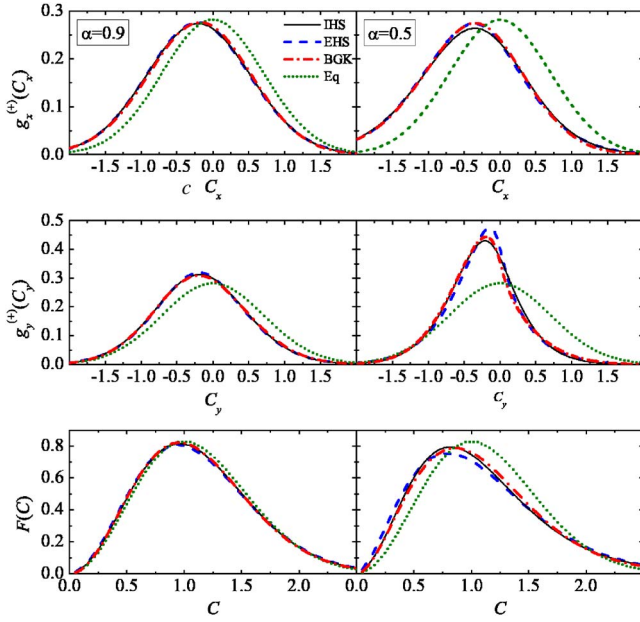 α=0.9
IHS
EHS
BGK
Eq
α=0.5
0.3
0.2
0.1
0.0
g_x^(+)(C_x)
-1.5 -1.0 -0.5 0.0 0.5 1.0 1.5
-1.5 -1.0 -0.5 0.0 0.5 1.0 1.5
c C_x
C_x
0.5
0.4
0.3
0.2
0.1
0.0
g_y^(+)(C_y)
-1.5 -1.0 -0.5 0.0 0.5 1.0 1.5
-1.5 -1.0 -0.5 0.0 0.5 1.0 1.5
C_y
C_y
0.8
0.6
0.4
0.2
0.0
F(C)
0.0 0.5 1.0 1.5 2.0
0.0 0.5 1.0 1.5 2.0
C
C